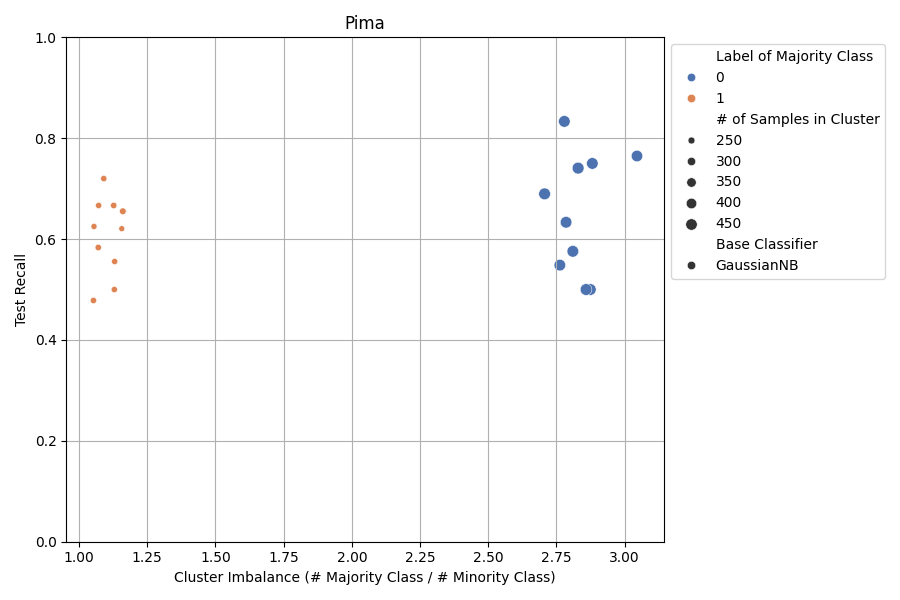 Pima
1.0
0.8
0.6
0.4
0.2
0.0
Test Recall
1.00 1.25 1.50 1.75 2.00 2.25 2.50 2.75 3.00
Cluster Imbalance (# Majority Class / # Minority Class)
Label of Majority Class
0
1
# of Samples in Cluster
250
300
350
400
450
Base Classifier
GaussianNB